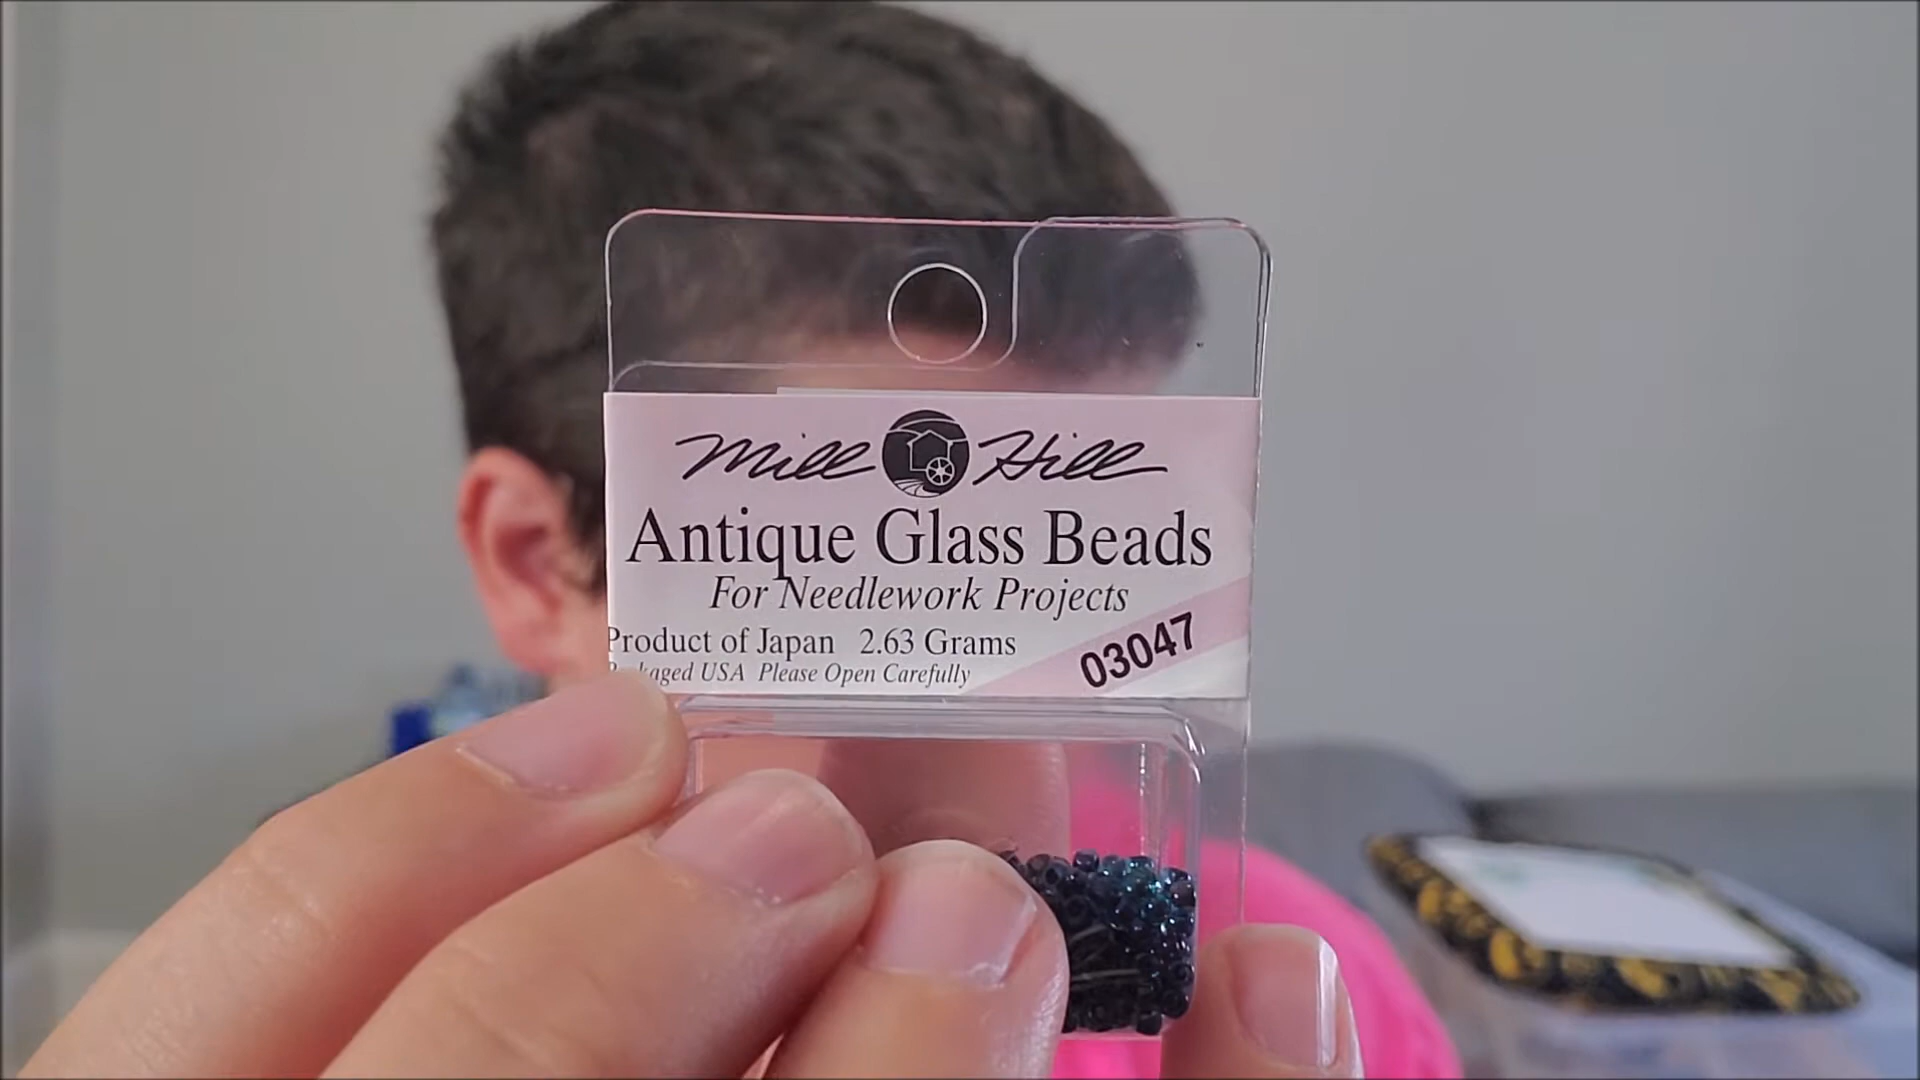 Mill Hill
Antique Glass Beads
For Needlework Projects
Product of Japan 2.63 Grams
03047
USA Please Open Carefully